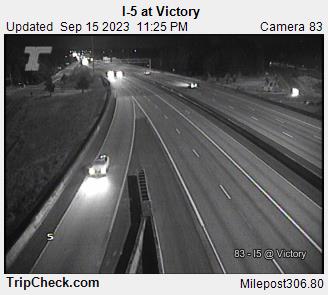 I-5 at Victory
Updated Sep 15 2023 11:25 PM Camera 83
T
S
83 - I5 @ Victory
TripCheck.com Milepost306.80